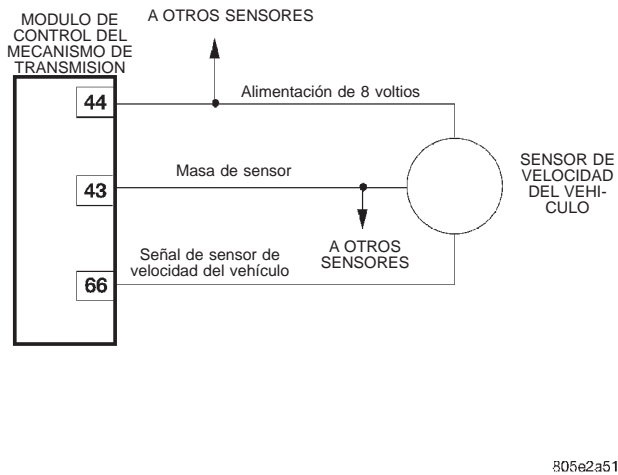 MODULO DE
CONTROL DEL
MECANISMO DE
TRANSMISION
A OTROS SENSORES
44
Alimentación de 8 voltios
43
Masa de sensor
SENSOR DE
VELOCIDAD
DEL VEHI-
CULO
A OTROS
SENSORES
Señal de sensor de
velocidad del vehículo
66
805e2a51